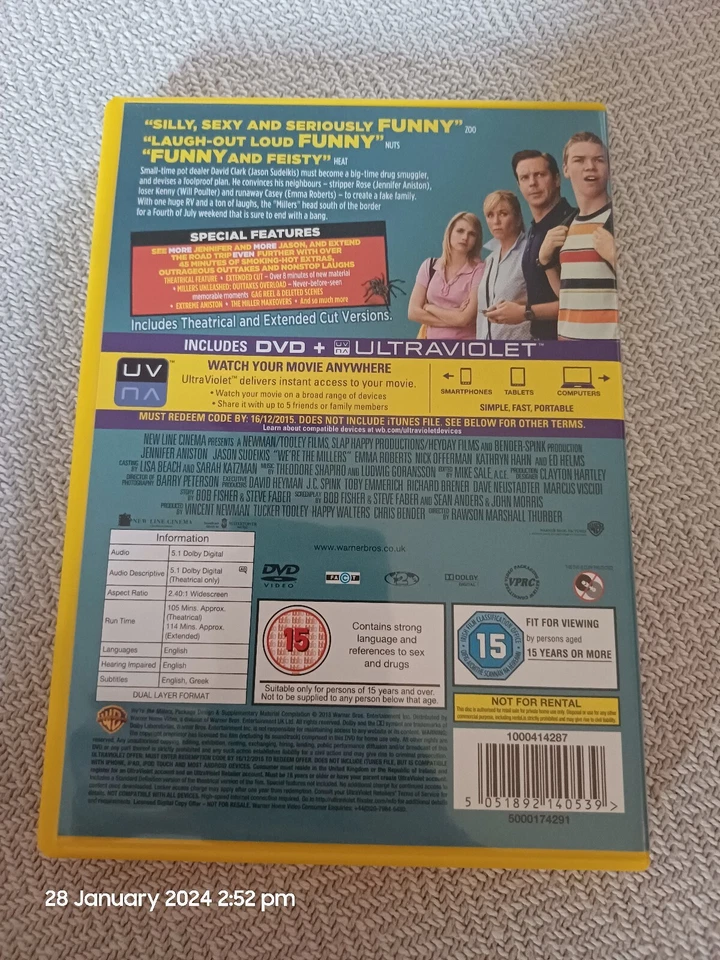 "SILLY, SEXY AND SERIOUSLY FUNNY" ZOO
"LAUGH-OUT LOUD FUNNY" NUTS
"FUNNY AND FEISTY" HEAT
Small-time pot dealer David Clark (Jason Sudeikis) must become a big-time drug smuggler,
and devises a foolproof plan. He convinces his neighbours – stripper Rose (Jennifer Aniston),
loser Kenny (Will Poulter) and runaway Casey (Emma Roberts) – to create a fake family.
With one huge RV and a ton of laughs, the "Millers" head south of the border
for a Fourth of July weekend that is sure to end with a bang.
SPECIAL FEATURES
SEE MORE JENNIFER AND MORE JASON, AND EXTEND
THE ROAD TRIP EVEN FURTHER WITH OVER
45 MINUTES OF SMOKING-HOT EXTRAS,
OUTRAGEOUS OUTTAKES AND NONSTOP LAUGHS
THEATRICAL FEATURE • EXTENDED CUT – Over 8 minutes of new material
• MILLERS UNLEASHED: OUTTAKES OVERLOAD – Never-before-seen
memorable moments GAG REEL & DELETED SCENES
• EXTREME ANISTON • THE MILLER MAKEOVERS • And so much more
Includes Theatrical and Extended Cut Versions.
INCLUDES DVD + UV ULTRAVIOLET™
UV
WATCH YOUR MOVIE ANYWHERE
UltraViolet™ delivers instant access to your movie.
• Watch your movie on a broad range of devices
• Share it with up to 5 friends or family members
SMARTPHONES TABLETS COMPUTERS
SIMPLE, FAST, PORTABLE
MUST REDEEM CODE BY: 16/12/2015. DOES NOT INCLUDE iTUNES FILE. SEE BELOW FOR OTHER TERMS.
Learn about compatible devices at wb.com/ultravioletdevices
NEW LINE CINEMA PRESENTS A NEWMAN/TOOLEY FILMS SLAP HAPPY PRODUCTIONS/HEYDAY FILMS AND BENDER-SPINK PRODUCTION
JENNIFER ANISTON JASON SUDEIKIS "WE'RE THE MILLERS" EMMA ROBERTS NICK OFFERMAN KATHRYN HAHN AND ED HELMS
CASTING BY LISA BEACH AND SARAH KATZMAN MUSIC BY THEODORE SHAPIRO AND LUDWIG GORANSSON EDITED BY MIKE SALE, A.C.E. PRODUCTION DESIGNER CLAYTON HARTLEY
DIRECTOR OF PHOTOGRAPHY BARRY PETERSON EXECUTIVE PRODUCERS DAVID HEYMAN J.C. SPINK TOBY EMMERICH RICHARD BRENER DAVE NEUSTADTER MARCUS VISCIDI
STORY BY BOB FISHER & STEVE FABER SCREENPLAY BY BOB FISHER & STEVE FABER AND SEAN ANDERS & JOHN MORRIS
PRODUCED BY VINCENT NEWMAN TUCKER TOOLEY HAPPY WALTERS CHRIS BENDER DIRECTED BY RAWSON MARSHALL THURBER
NEW LINE CINEMA
www.warnerbros.co.uk
Information
Audio 5.1 Dolby Digital
Audio Descriptive 5.1 Dolby Digital (Theatrical only)
Aspect Ratio 2.40:1 Widescreen
Run Time 105 Mins. Approx. (Theatrical) 114 Mins. Approx. (Extended)
Languages English
Hearing Impaired English
Subtitles English, Greek
DUAL LAYER FORMAT
DVD VIDEO
FACT
DOLBY DIGITAL
VPRC
15
Contains strong
language and
references to sex
and drugs
Suitable only for persons of 15 years and over.
Not to be supplied to any person below that age.
15
FIT FOR VIEWING
by persons aged
15 YEARS OR MORE
NOT FOR RENTAL
1000414287
5 051892 140539 >
5000174291
28 January 2024 2:52 pm